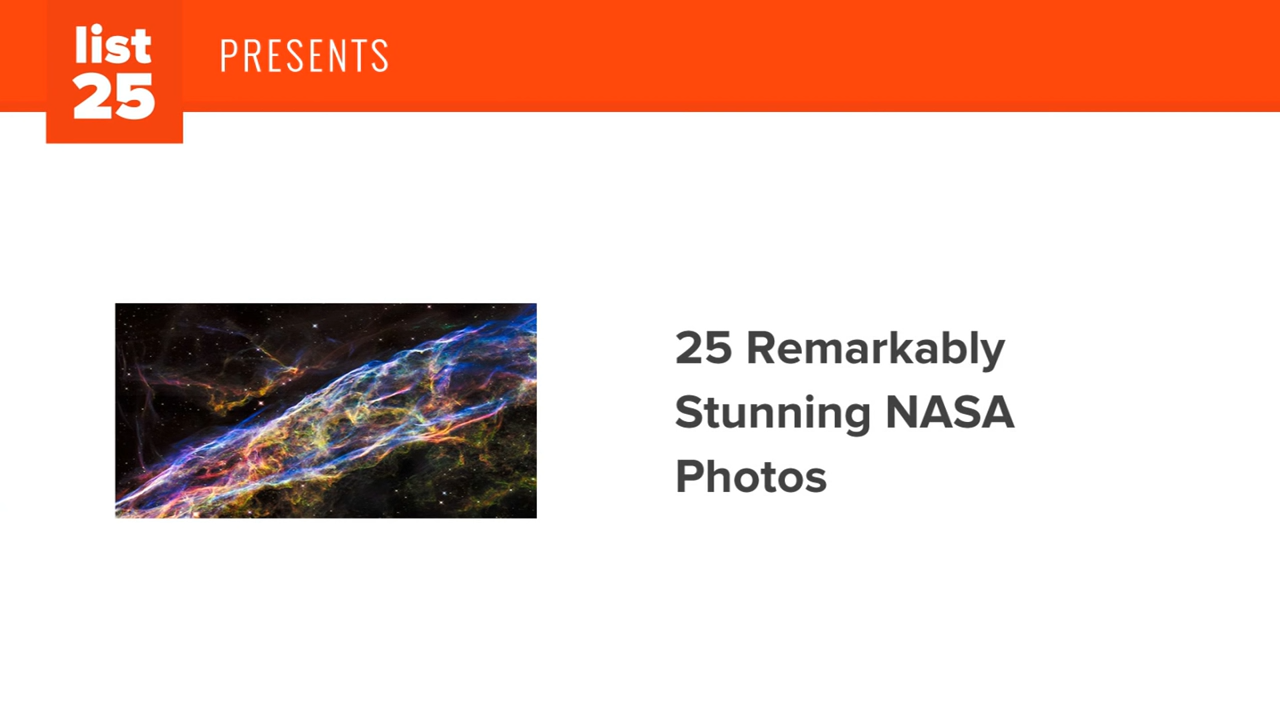 list
25
PRESENTS
25 Remarkably
Stunning NASA
Photos